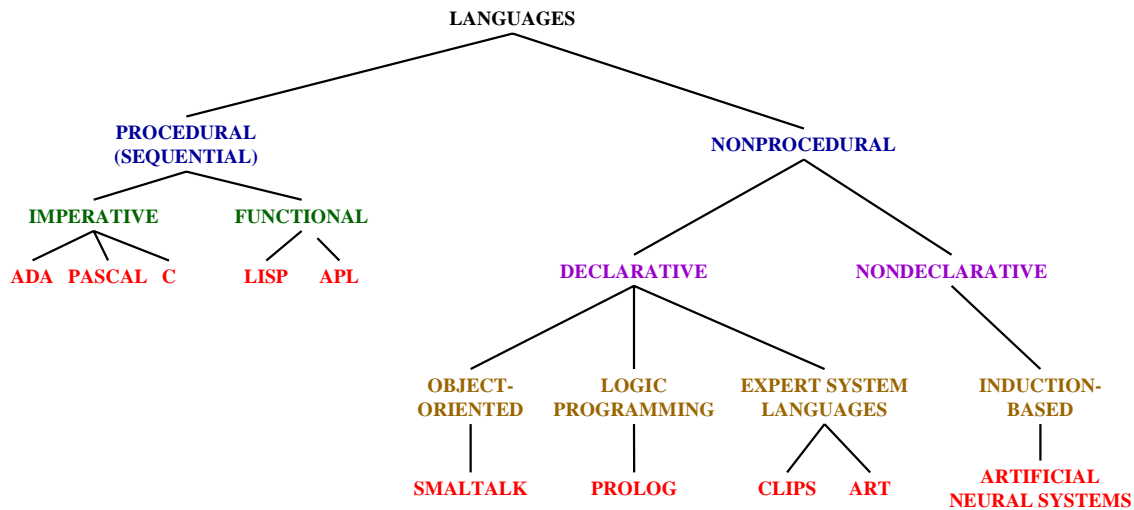 LANGUAGES
PROCEDURAL
(SEQUENTIAL)
NONPROCEDURAL
IMPERATIVE
FUNCTIONAL
ADA
PASCAL
C
LISP
APL
DECLARATIVE
NONDECLARATIVE
OBJECT-
ORIENTED
LOGIC
PROGRAMMING
EXPERT SYSTEM
LANGUAGES
INDUCTION-
BASED
SMALTALK
PROLOG
CLIPS
ART
ARTIFICIAL
NEURAL SYSTEMS